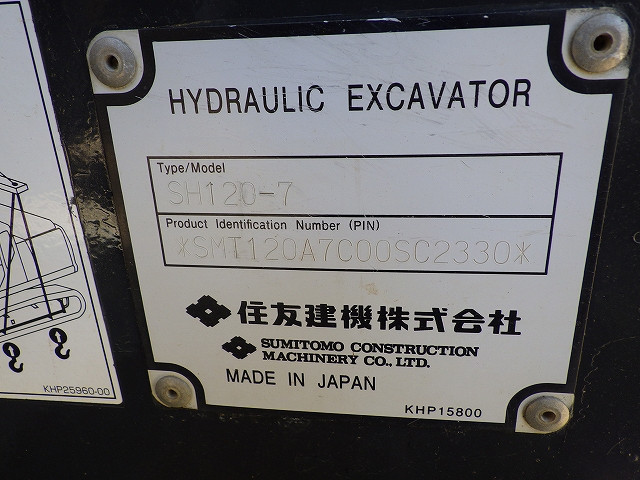 HYDRAULIC EXCAVATOR
Type/Model
SH120-7
Product Identification Number (PIN)
*SMT120A7C00SC2330*
住友建機株式会社
SUMITOMO CONSTRUCTION
MACHINERY CO., LTD.
MADE IN JAPAN
KHP15800
KHP25960-00